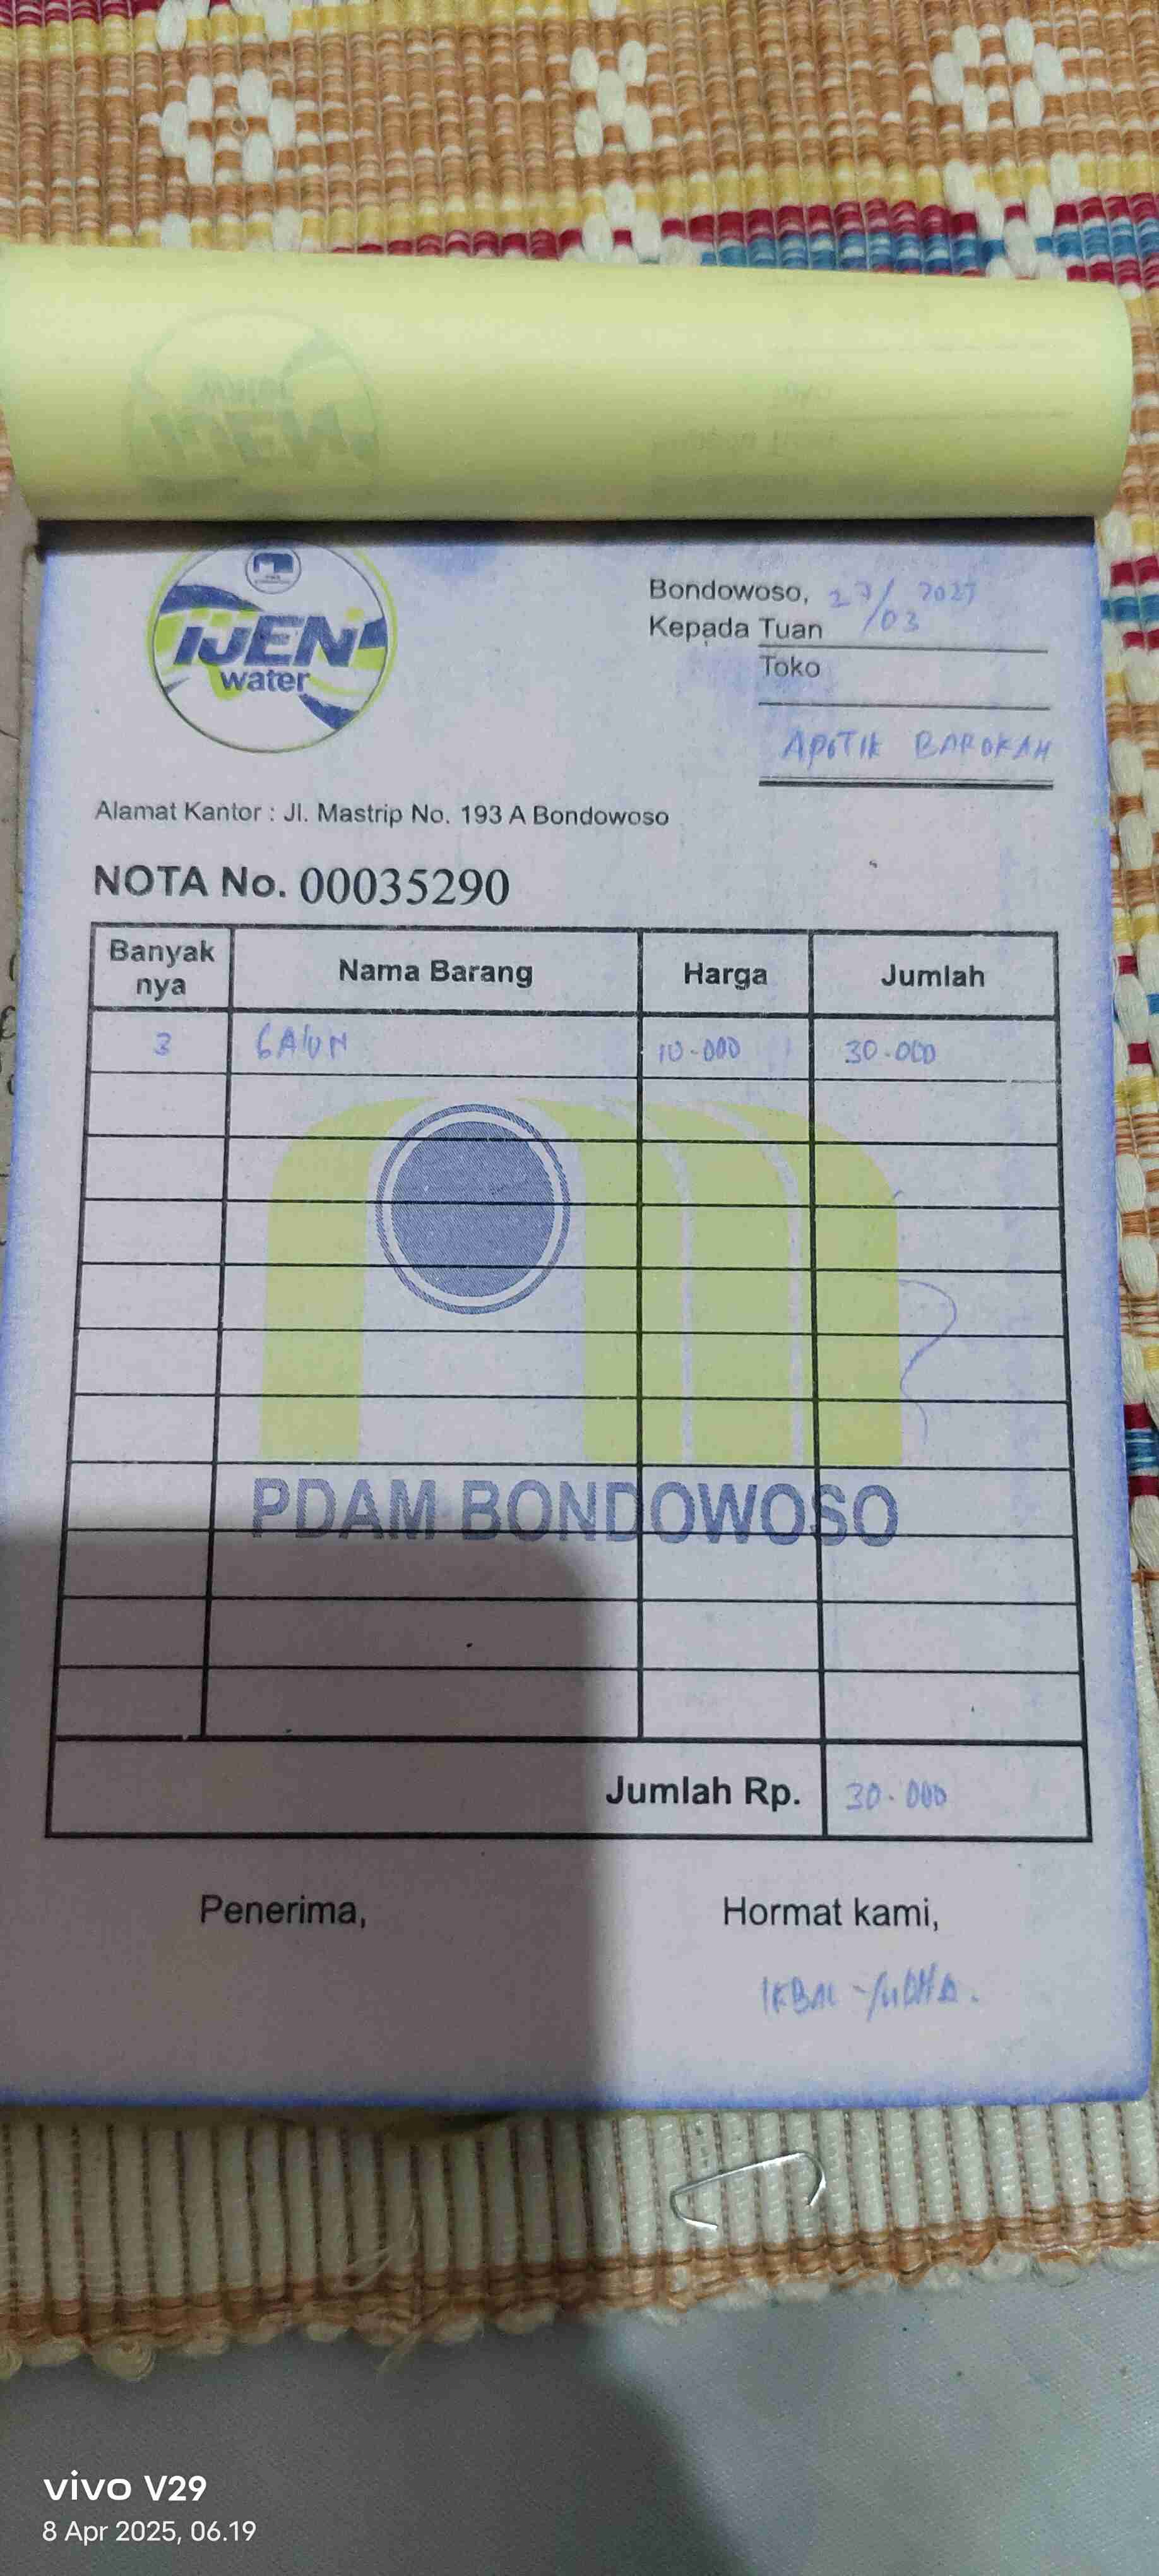 IJEN
water
Bondowoso, 27/03 2025
Kepada Tuan
Toko
APOTIK BAROKAH
Alamat Kantor : Jl. Mastrip No. 193 A Bondowoso
NOTA No. 00035290
Banyak nya Nama Barang Harga Jumlah
3 GALON 10.000 30.000
PDAM BONDOWOSO
Jumlah Rp. 30.000
Penerima, Hormat kami,
IKBAL
vivo V29
8 Apr 2025, 06.19